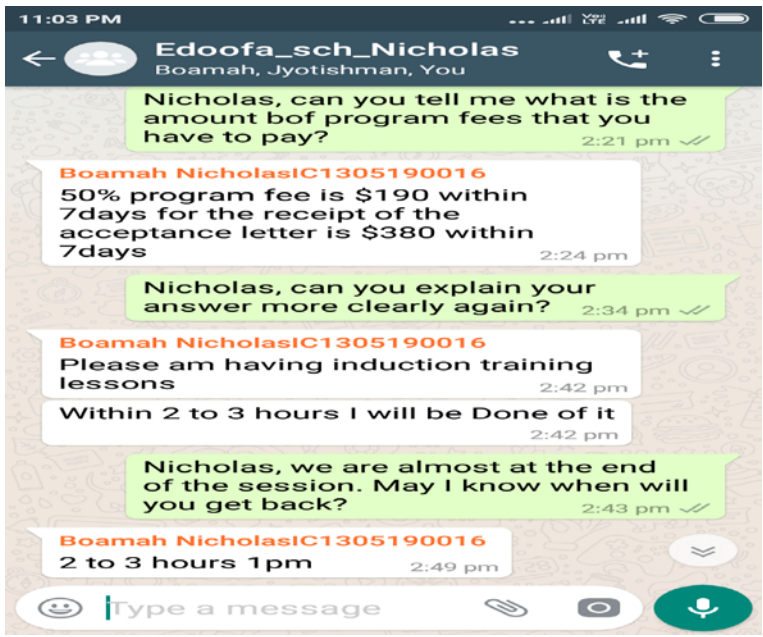 11:03 PM
VoD
LTE
Edoofa_sch_Nicholas
Boamah, Jyotishman, You
Nicholas, can you tell me what is the
amount bof program fees that you
have to pay?
2:21 pm
Boamah NicholasIC1305190016
50% program fee is $190 within
7days for the receipt of the
acceptance letter is $380 within
7days
2:24 pm
Nicholas, can you explain your
answer more clearly again?
2:34 pm
Boamah NicholasIC1305190016
Please am having induction training
lessons
2:42 pm
Within 2 to 3 hours I will be Done of it
2:42 pm
Nicholas, we are almost at the end
of the session. May I know when will
you get back?
2:43 pm
Boamah NicholasIC1305190016
2 to 3 hours 1pm
2:49 pm
Type a message